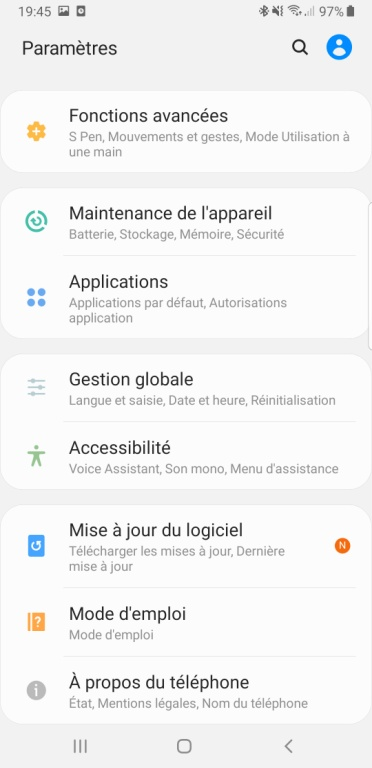 19:45 97%
Paramètres
Fonctions avancées
S Pen, Mouvements et gestes, Mode Utilisation à
une main
Maintenance de l'appareil
Batterie, Stockage, Mémoire, Sécurité
Applications
Applications par défaut, Autorisations
application
Gestion globale
Langue et saisie, Date et heure, Réinitialisation
Accessibilité
Voice Assistant, Son mono, Menu d'assistance
Mise à jour du logiciel
Télécharger les mises à jour, Dernière
mise à jour
N
Mode d'emploi
Mode d'emploi
À propos du téléphone
État, Mentions légales, Nom du téléphone